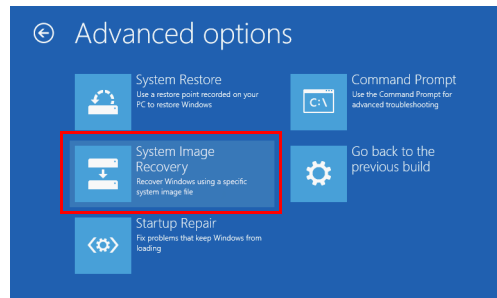 Advanced options
System Restore
Use a restore point recorded on your
PC to restore Windows
Command Prompt
Use the Command Prompt for
advanced troubleshooting
C:\
System Image
Recovery
Recover Windows using a specific
system image file
Go back to the
previous build
Startup Repair
Fix problems that keep Windows from
loading